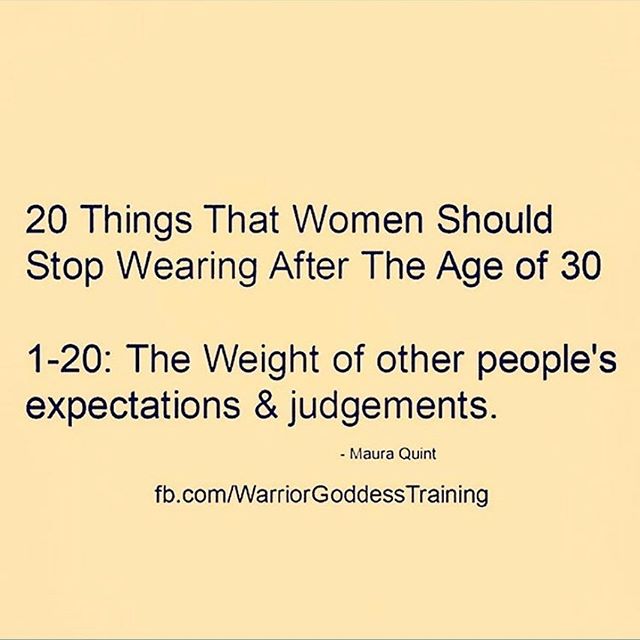 20 Things That Women Should
Stop Wearing After The Age of 30
1-20: The Weight of other people's
expectations & judgements.
- Maura Quint
fb.com/WarriorGoddessTraining